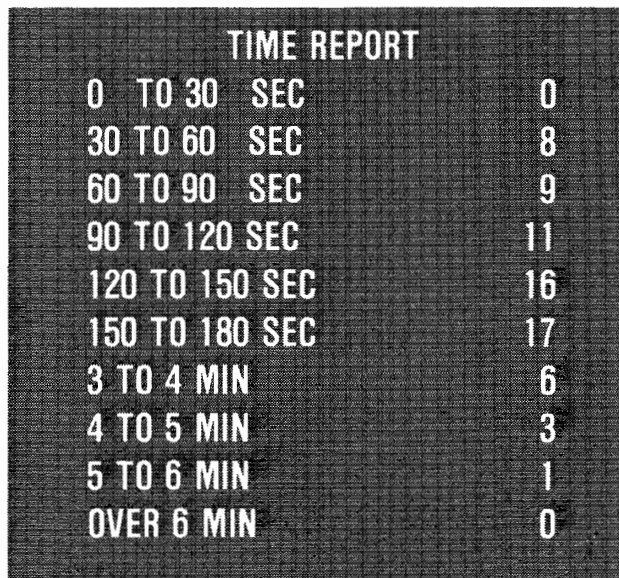 TIME REPORT
0 TO 30 SEC 0
30 TO 60 SEC 8
60 TO 90 SEC 9
90 TO 120 SEC 11
120 TO 150 SEC 16
150 TO 180 SEC 17
3 TO 4 MIN 6
4 TO 5 MIN 3
5 TO 6 MIN 1
OVER 6 MIN 0